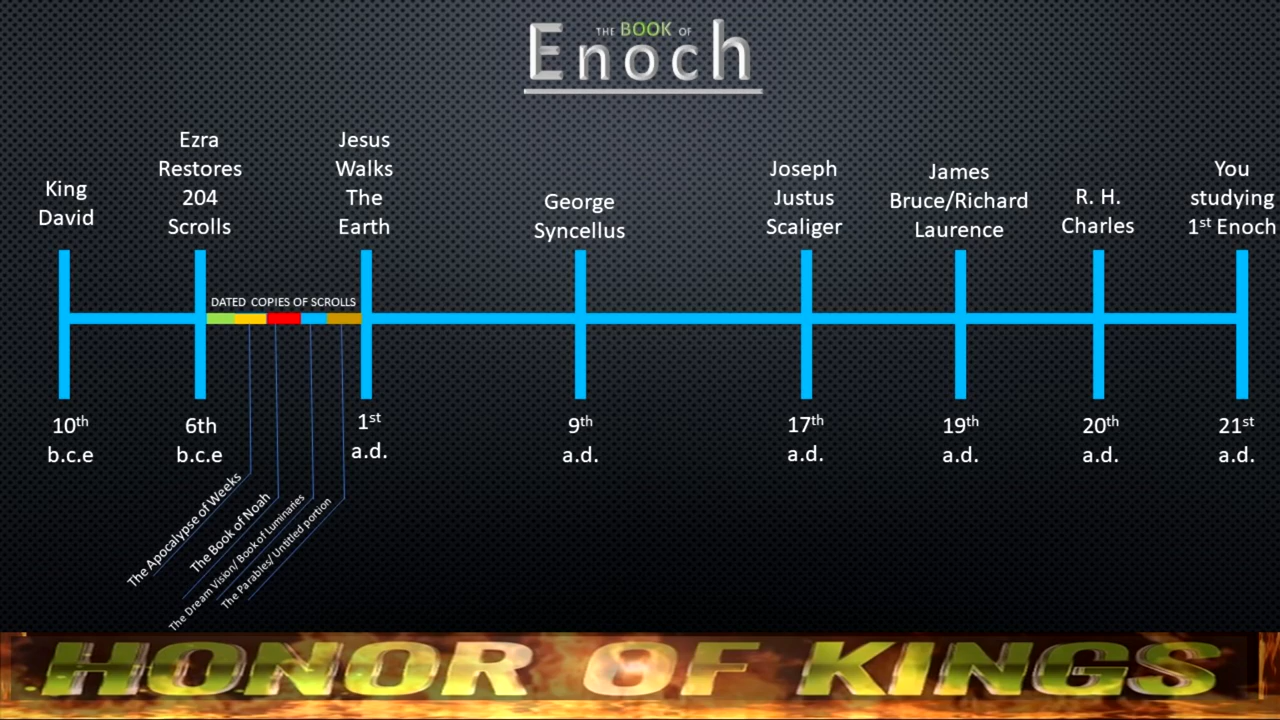 THE BOOK OF
Enoch
King
David
Ezra
Restores
204
Scrolls
Jesus
Walks
The
Earth
George
Syncellus
Joseph
Justus
Scaliger
James
Bruce/Richard
Laurence
R. H.
Charles
You
studying
1st Enoch
DATED COPIES OF SCROLLS
10th
b.c.e
6th
b.c.e
1st
a.d.
9th
a.d.
17th
a.d.
19th
a.d.
20th
a.d.
21st
a.d.
The Apocalypse of Weeks
The Book of Noah
The Dream Vision/ Book of Luminaries
The Parables/ Untitled portion
HONOR OF KINGS